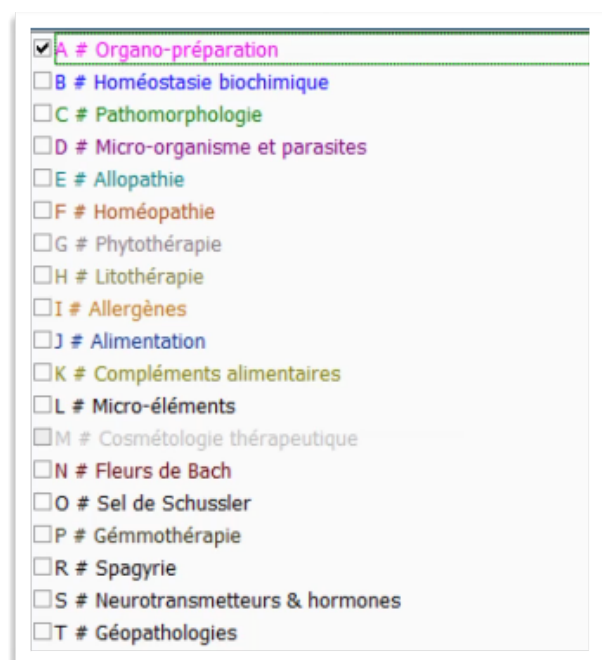 A # Organo-préparation
B # Homéostasie biochimique
C # Pathomorphologie
D # Micro-organisme et parasites
E # Allopathie
F # Homéopathie
G # Phytothérapie
H # Litothérapie
I # Allergènes
J # Alimentation
K # Compléments alimentaires
L # Micro-éléments
M # Cosmétologie thérapeutique
N # Fleurs de Bach
O # Sel de Schussler
P # Gémmothérapie
R # Spagyrie
S # Neurotransmetteurs & hormones
T # Géopathologies